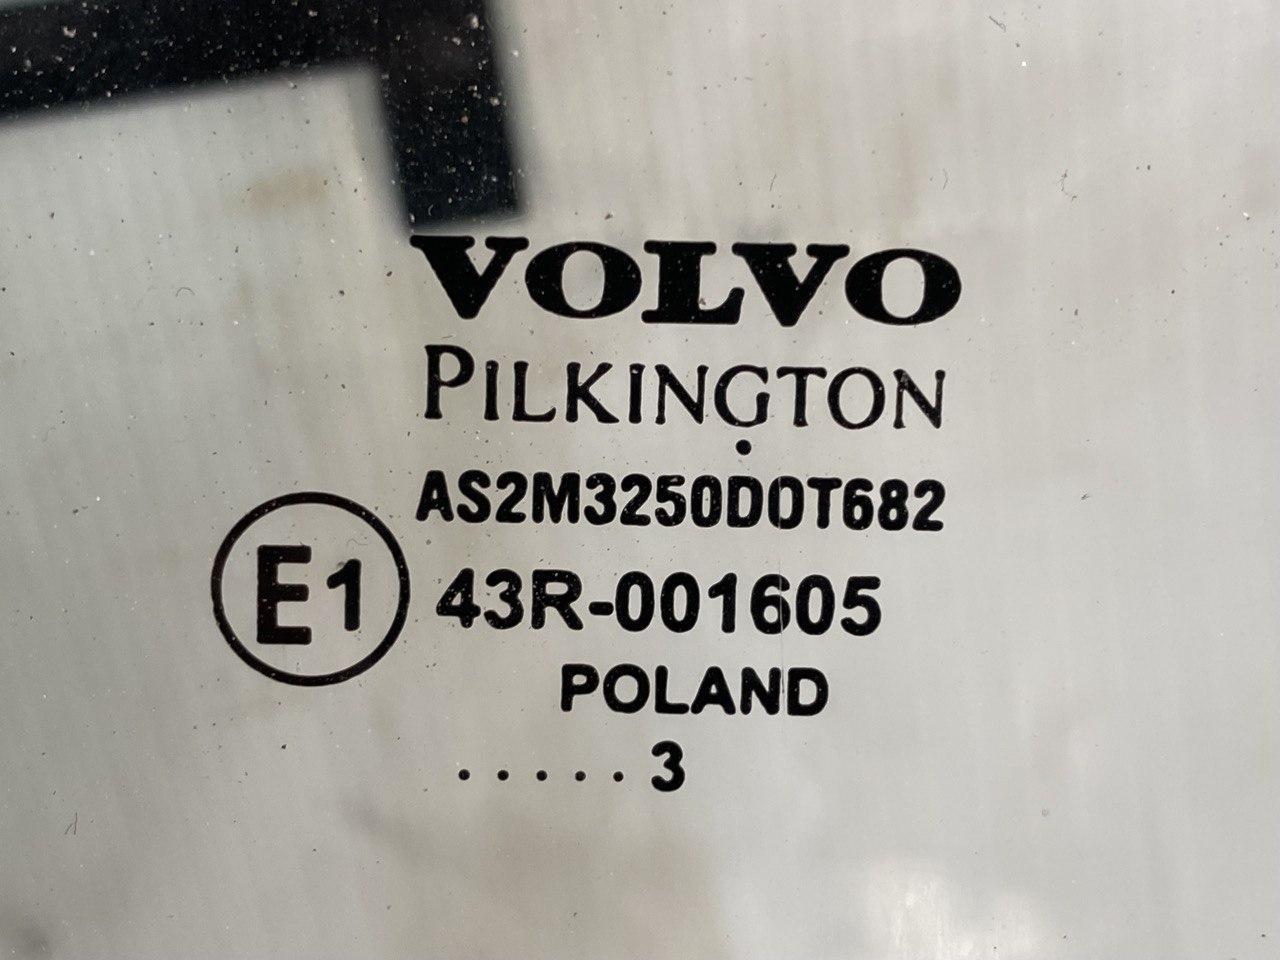 VOLVO
PILKINGTON
AS2M3250DOT682
E1 43R-001605
POLAND
.....3